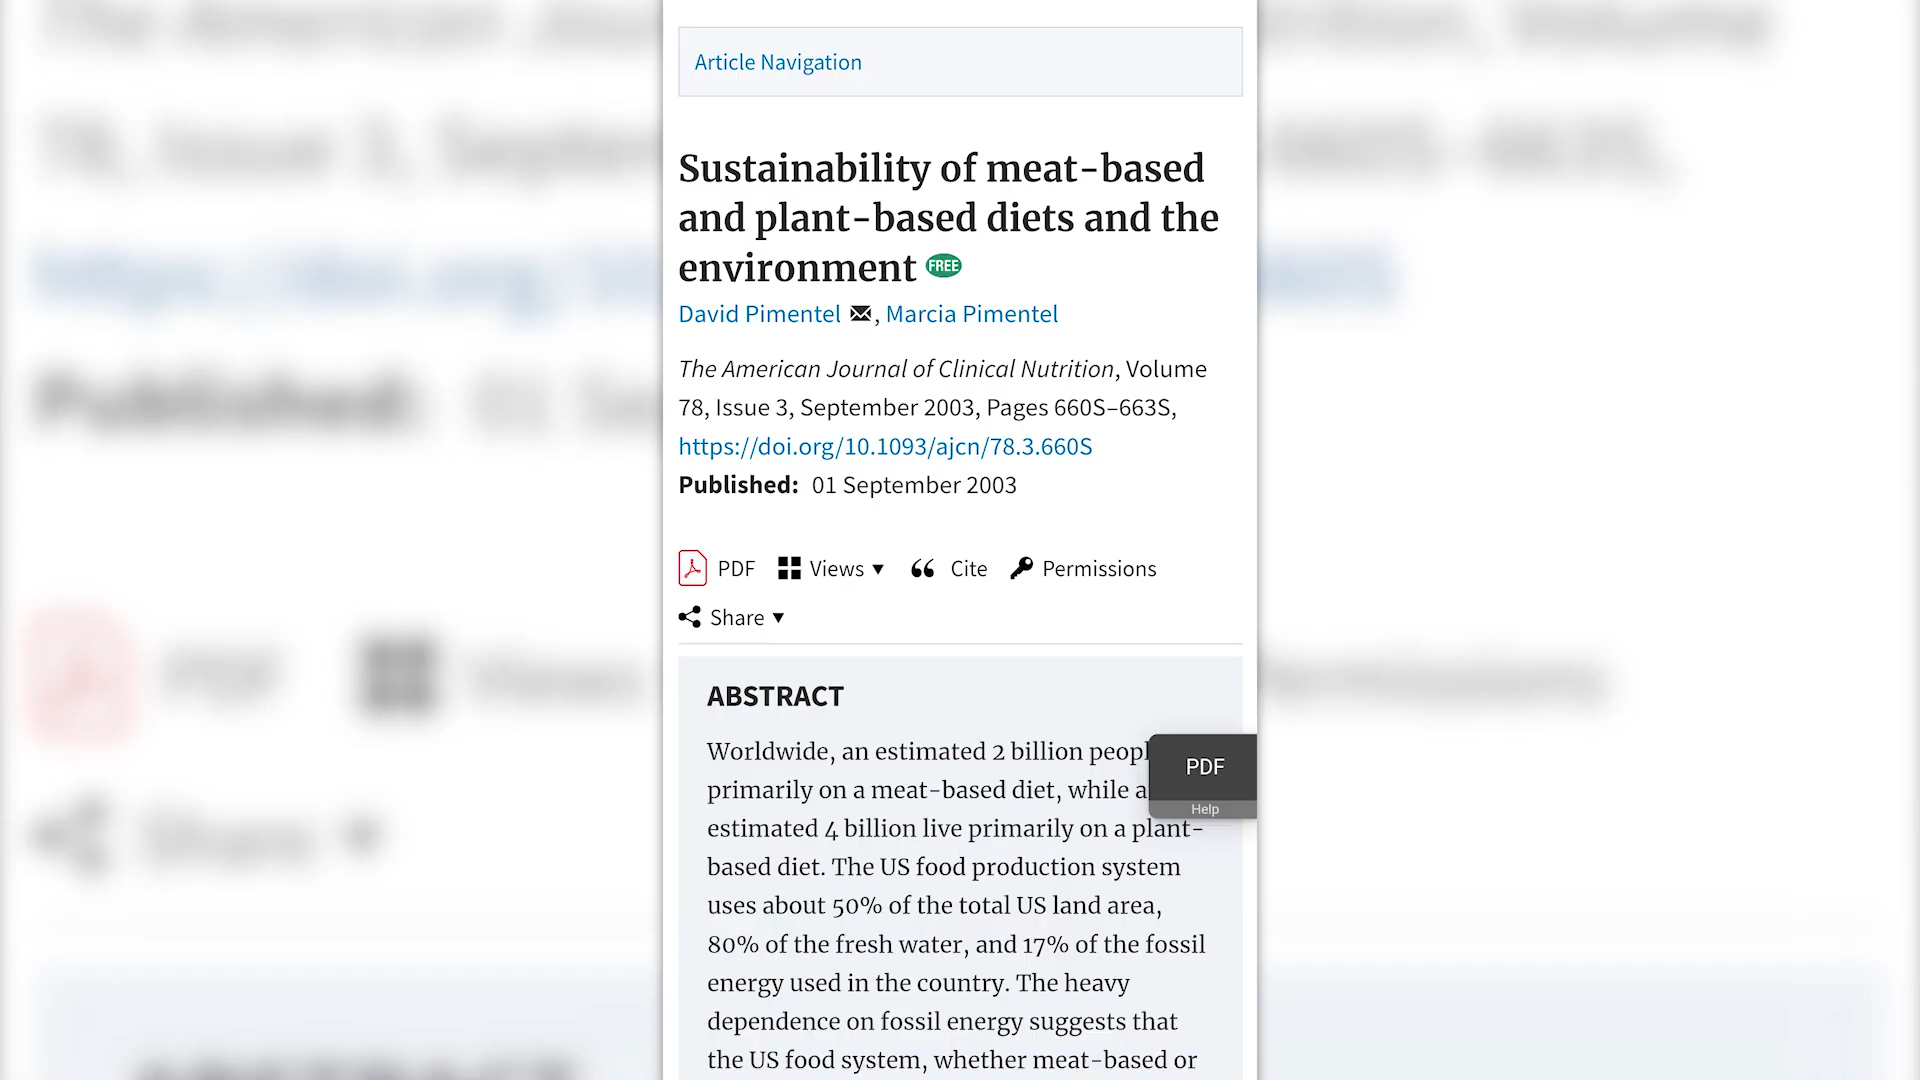 Article Navigation
Sustainability of meat-based
and plant-based diets and the
environment FREE
David Pimentel, Marcia Pimentel
The American Journal of Clinical Nutrition, Volume
78, Issue 3, September 2003, Pages 660S–663S,
https://doi.org/10.1093/ajcn/78.3.660S
Published: 01 September 2003
PDF Views ▼ Cite Permissions
Share ▼
ABSTRACT
Worldwide, an estimated 2 billion
primarily on a meat-based diet, while
estimated 4 billion live primarily on a plant-
based diet. The US food production system
uses about 50% of the total US land area,
80% of the fresh water, and 17% of the fossil
energy used in the country. The heavy
dependence on fossil energy suggests that
the US food system, whether meat-based or
PDF
Help